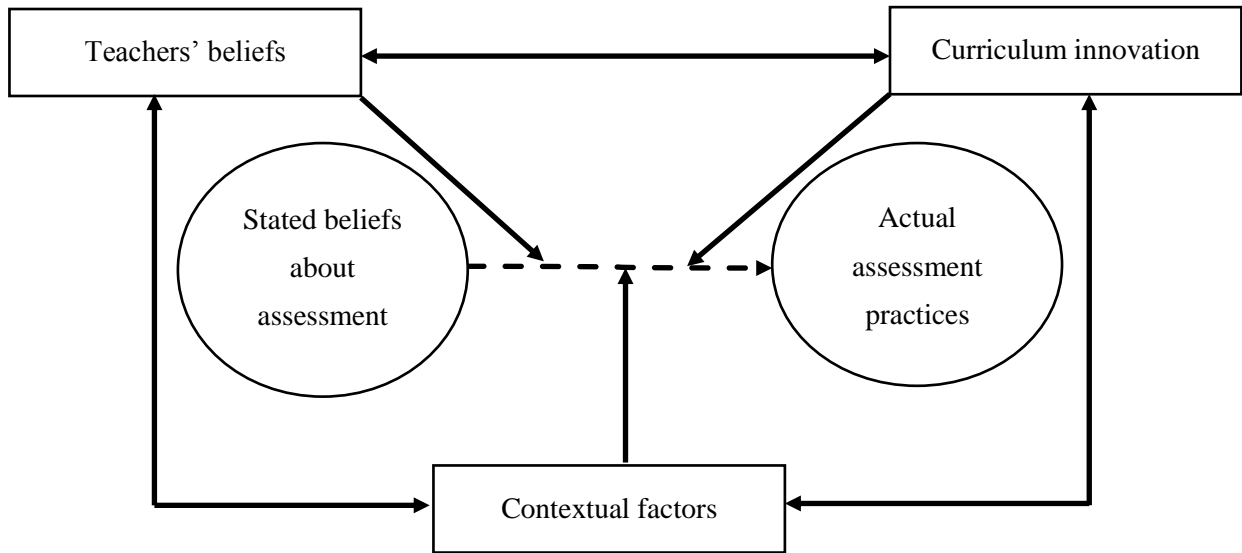 Teachers’ beliefs
Curriculum innovation
Stated beliefs
about
assessment
Actual
assessment
practices
Contextual factors